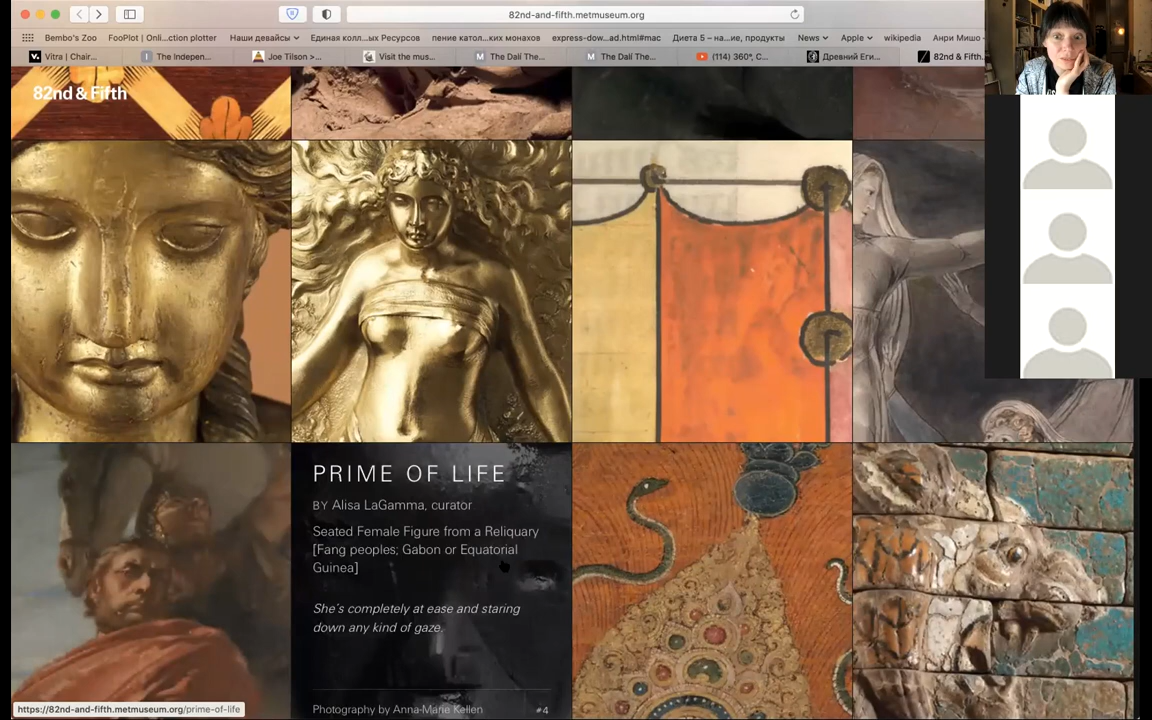 82nd-and-fifth.metmuseum.org
Bembo's Zoo FooPlot | Onli...ction plotter Наши девайсы Единая колл...ых Ресурсов пение катол...ких монахов express-dow...ad.html#mac Диета 5 – на...ие, продукты News Apple wikipedia Анри Мишо -
Vitra | Chair... The Indepen... Joe Tilson >... Visit the mus... The Dalí The... The Dalí The... (114) 360°, С... Древний Еги... 82nd & Fifth.
82nd & Fifth
PRIME OF LIFE
BY Alisa LaGamma, curator
Seated Female Figure from a Reliquary
[Fang peoples; Gabon or Equatorial
Guinea]
She's completely at ease and staring
down any kind of gaze.
Photography by Anna-Marie Kellen #4
https://82nd-and-fifth.metmuseum.org/prime-of-life